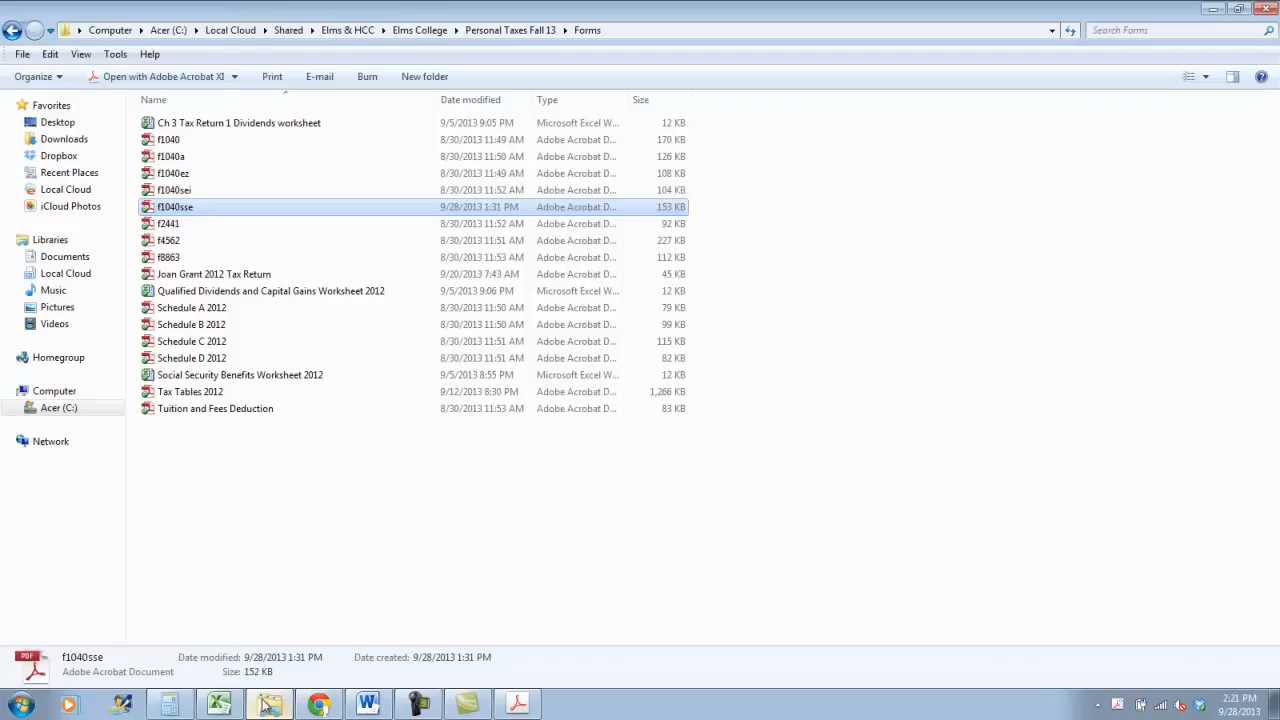 Computer Acer (C:) Local Cloud Shared Elms & HCC Elms College Personal Taxes Fall 13 Forms Search Forms
File Edit View Tools Help
Organize Open with Adobe Acrobat XI Print E-mail Burn New folder
Favorites
Desktop
Downloads
Dropbox
Recent Places
Local Cloud
iCloud Photos
Libraries
Documents
Local Cloud
Music
Pictures
Videos
Homegroup
Computer
Acer (C:)
Network
Name Date modified Type Size
Ch 3 Tax Return 1 Dividends worksheet 9/5/2013 9:05 PM Microsoft Excel W... 12 KB
f1040 8/30/2013 11:49 AM Adobe Acrobat D... 170 KB
f1040a 8/30/2013 11:50 AM Adobe Acrobat D... 126 KB
f1040ez 8/30/2013 11:49 AM Adobe Acrobat D... 108 KB
f1040sei 8/30/2013 11:52 AM Adobe Acrobat D... 104 KB
f1040sse 9/28/2013 1:31 PM Adobe Acrobat D... 153 KB
f2441 8/30/2013 11:52 AM Adobe Acrobat D... 92 KB
f4562 8/30/2013 11:51 AM Adobe Acrobat D... 227 KB
f8863 8/30/2013 11:53 AM Adobe Acrobat D... 112 KB
Joan Grant 2012 Tax Return 9/20/2013 7:43 AM Adobe Acrobat D... 45 KB
Qualified Dividends and Capital Gains Worksheet 2012 9/5/2013 9:06 PM Microsoft Excel W... 12 KB
Schedule A 2012 8/30/2013 11:50 AM Adobe Acrobat D... 79 KB
Schedule B 2012 8/30/2013 11:50 AM Adobe Acrobat D... 99 KB
Schedule C 2012 8/30/2013 11:51 AM Adobe Acrobat D... 115 KB
Schedule D 2012 8/30/2013 11:51 AM Adobe Acrobat D... 82 KB
Social Security Benefits Worksheet 2012 9/5/2013 8:55 PM Microsoft Excel W... 12 KB
Tax Tables 2012 9/12/2013 8:30 PM Adobe Acrobat D... 1,266 KB
Tuition and Fees Deduction 8/30/2013 11:53 AM Adobe Acrobat D... 83 KB
PDF
f1040sse Date modified: 9/28/2013 1:31 PM Date created: 9/28/2013 1:31 PM
Adobe Acrobat Document Size: 152 KB
2:21 PM
9/28/2013